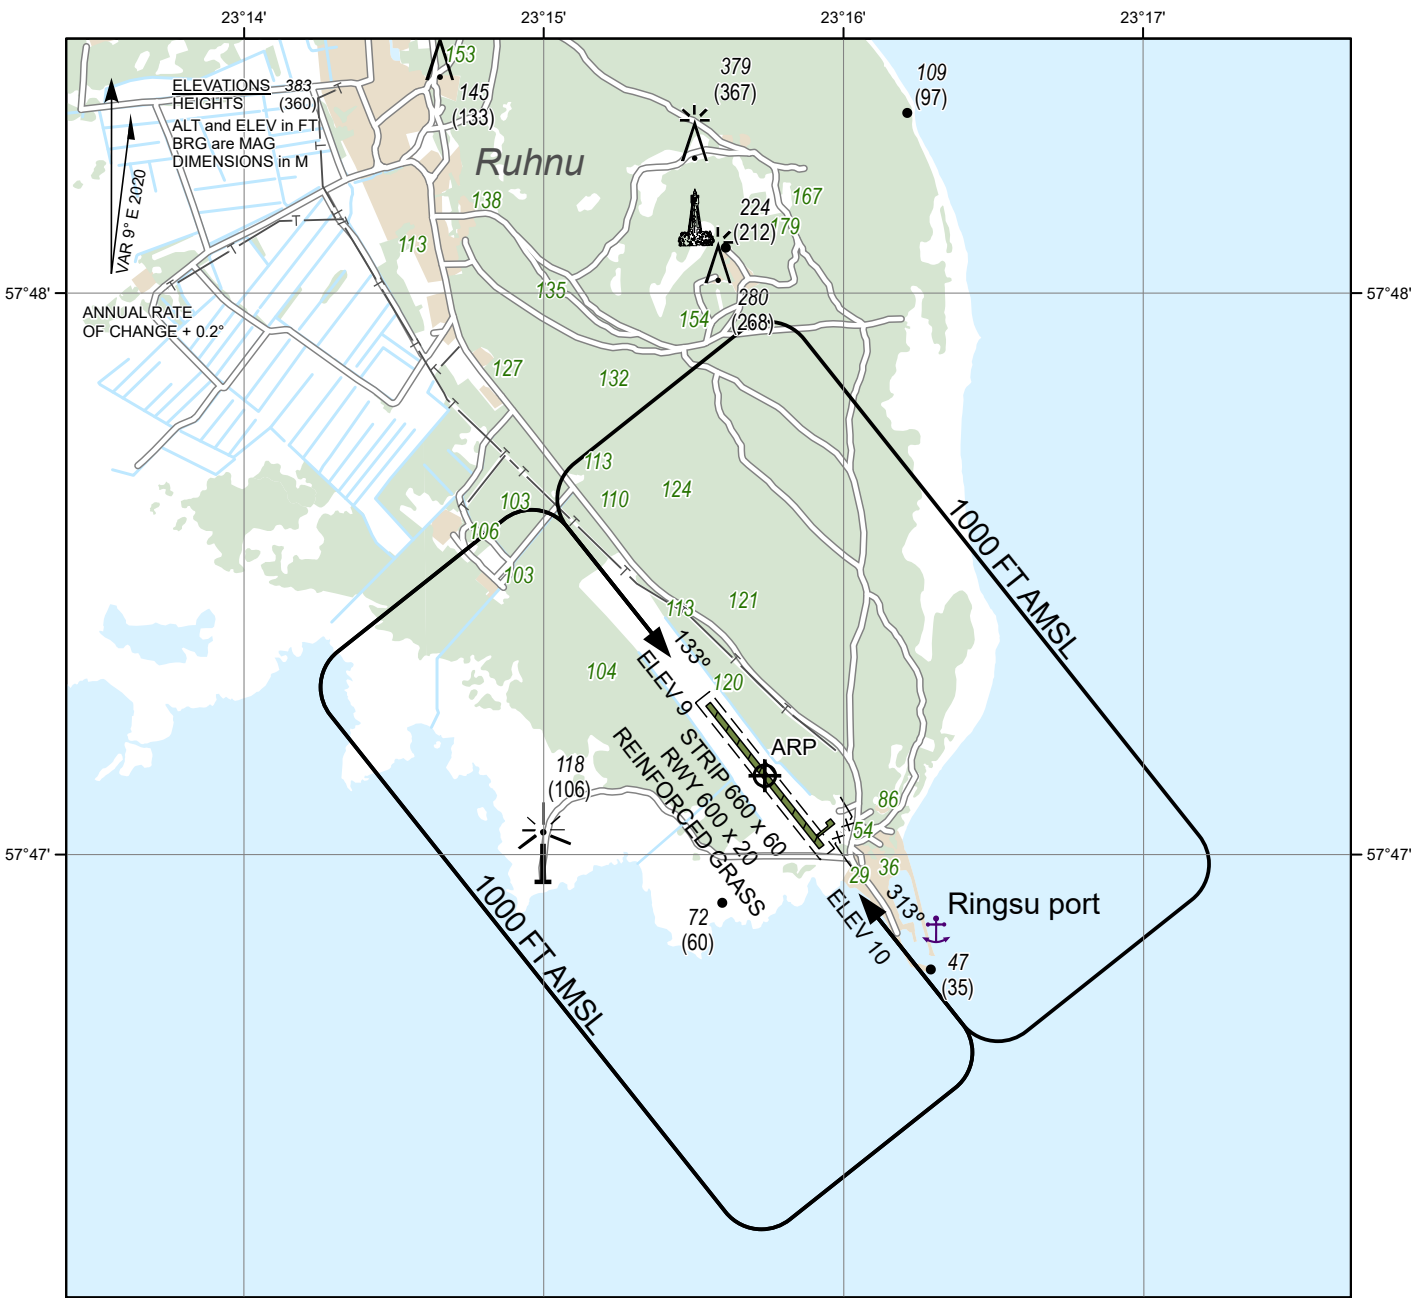 23°14'
23°15'
23°16'
23°17'
153
379
(367)
109
(97)
ELEVATIONS 383
HEIGHTS (360)
ALT and ELEV in FT
BRG are MAG
DIMENSIONS in M
145
(133)
Ruhnu
VAR 9° E 2020
138
167
224
(212)
179
113
57°48'
57°48'
135
280
(268)
154
ANNUAL RATE
OF CHANGE + 0.2°
127
132
113
110
124
103
106
103
1000 FT AMSL
113
121
133°
104
120
ELEV 9
ARP
STRIP 660 x 60
RWY 600 x 20
REINFORCED GRASS
118
(106)
86
54
57°47'
57°47'
29
36
313°
Ringsu port
ELEV 10
72
(60)
47
(35)
1000 FT AMSL